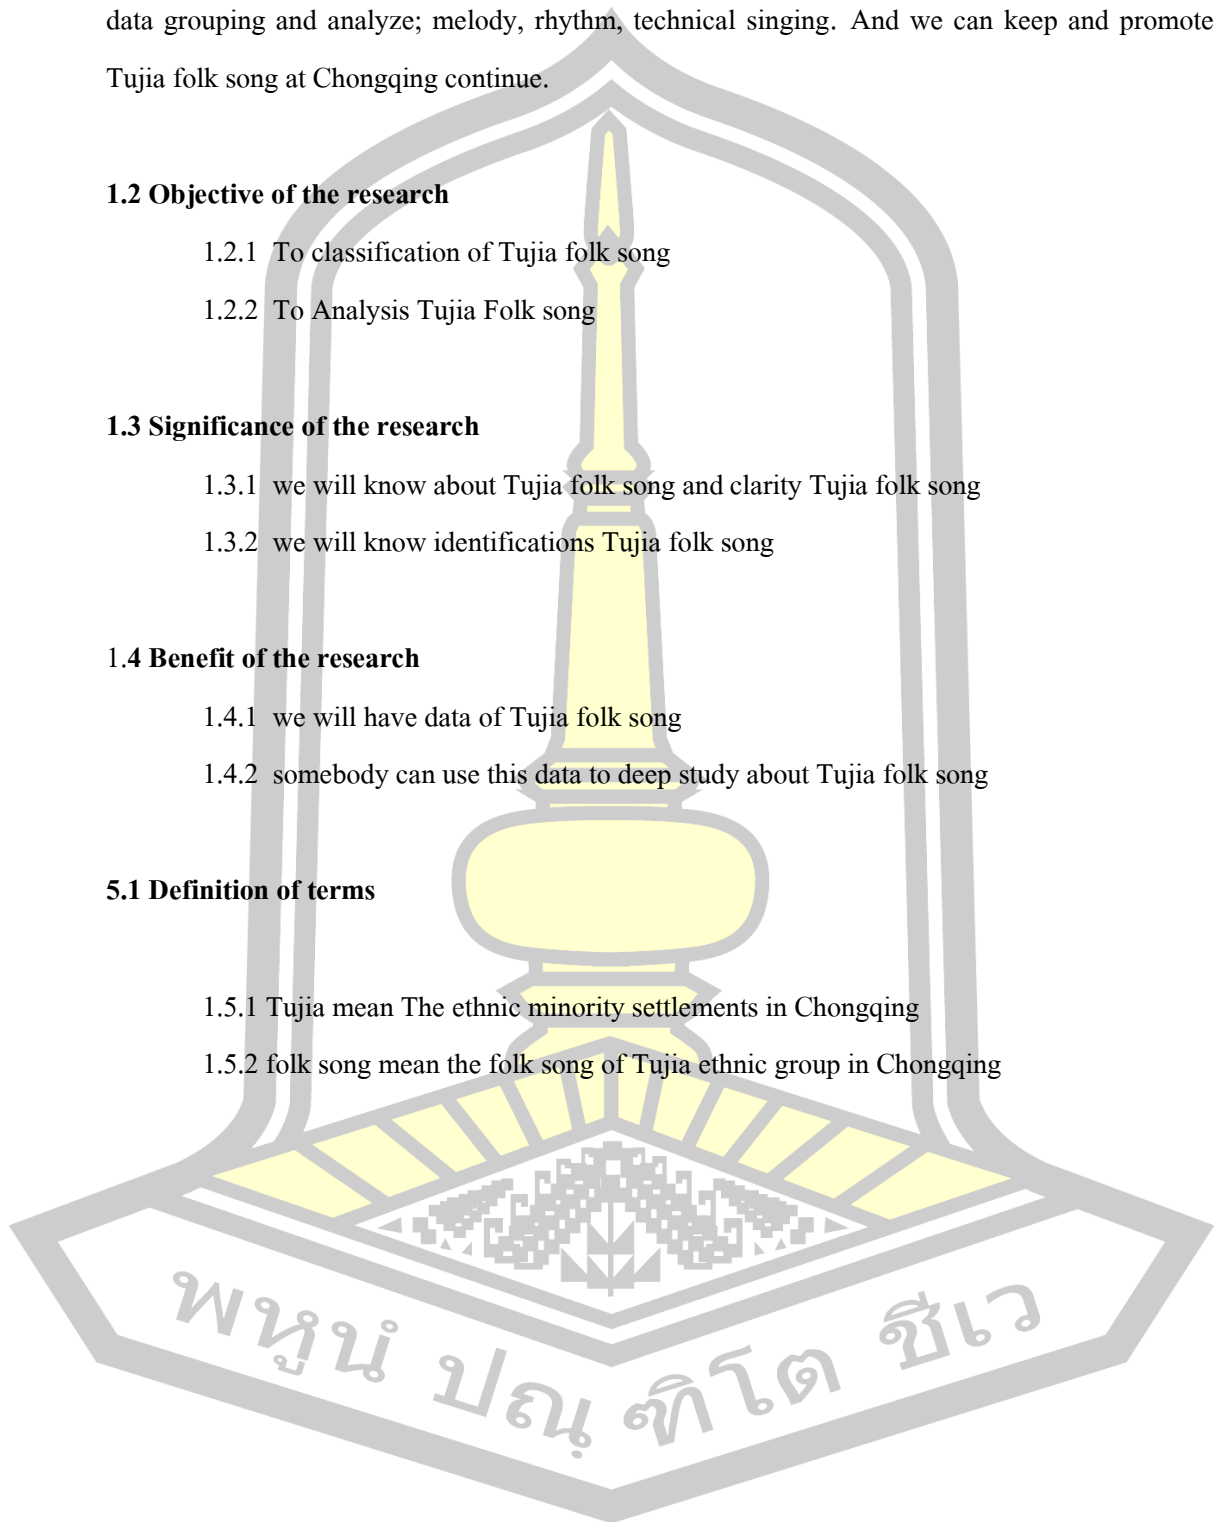 data grouping and analyze; melody, rhythm, technical singing. And we can keep and promote
Tujia folk song at Chongqing continue.
1.2 Objective of the research
1.2.1 To classification of Tujia folk song
1.2.2 To Analysis Tujia Folk song
1.3 Significance of the research
1.3.1 we will know about Tujia folk song and clarity Tujia folk song
1.3.2 we will know identifications Tujia folk song
1.4 Benefit of the research
1.4.1 we will have data of Tujia folk song
1.4.2 somebody can use this data to deep study about Tujia folk song
5.1 Definition of terms
1.5.1 Tujia mean The ethnic minority settlements in Chongqing
1.5.2 folk song mean the folk song of Tujia ethnic group in Chongqing
พหูนํ ปณฺฑิโต ชีเว